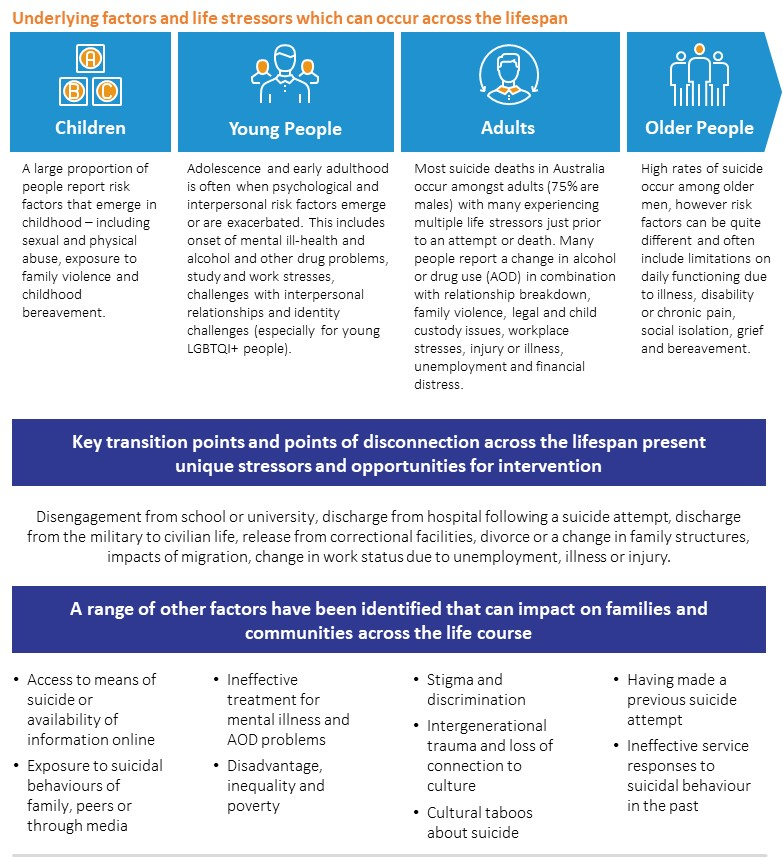 Underlying factors and life stressors which can occur across the lifespan
A
B C
Children
Young People
Adults
Older People
A large proportion of
people report risk
factors that emerge in
childhood – including
sexual and physical
abuse, exposure to
family violence and
childhood
bereavement.
Adolescence and early adulthood
is often when psychological and
interpersonal risk factors emerge
or are exacerbated. This includes
onset of mental ill-health and
alcohol and other drug problems,
study and work stresses,
challenges with interpersonal
relationships and identity
challenges (especially for young
LGBTQI+ people).
Most suicide deaths in Australia
occur amongst adults (75% are
males) with many experiencing
multiple life stressors just prior
to an attempt or death. Many
people report a change in alcohol
or drug use (AOD) in combination
with relationship breakdown,
family violence, legal and child
custody issues, workplace
stresses, injury or illness,
unemployment and financial
distress.
High rates of suicide
occur among older
men, however risk
factors can be quite
different and often
include limitations on
daily functioning due
to illness, disability
or chronic pain,
social isolation, grief
and bereavement.
Key transition points and points of disconnection across the lifespan present
unique stressors and opportunities for intervention
Disengagement from school or university, discharge from hospital following a suicide attempt, discharge
from the military to civilian life, release from correctional facilities, divorce or a change in family structures,
impacts of migration, change in work status due to unemployment, illness or injury.
A range of other factors have been identified that can impact on families and
communities across the life course
• Access to means of
suicide or
availability of
information online
• Exposure to suicidal
behaviours of
family, peers or
through media
• Ineffective
treatment for
mental illness and
AOD problems
• Disadvantage,
inequality and
poverty
• Stigma and
discrimination
• Intergenerational
trauma and loss of
connection to
culture
• Cultural taboos
about suicide
• Having made a
previous suicide
attempt
• Ineffective service
responses to
suicidal behaviour
in the past